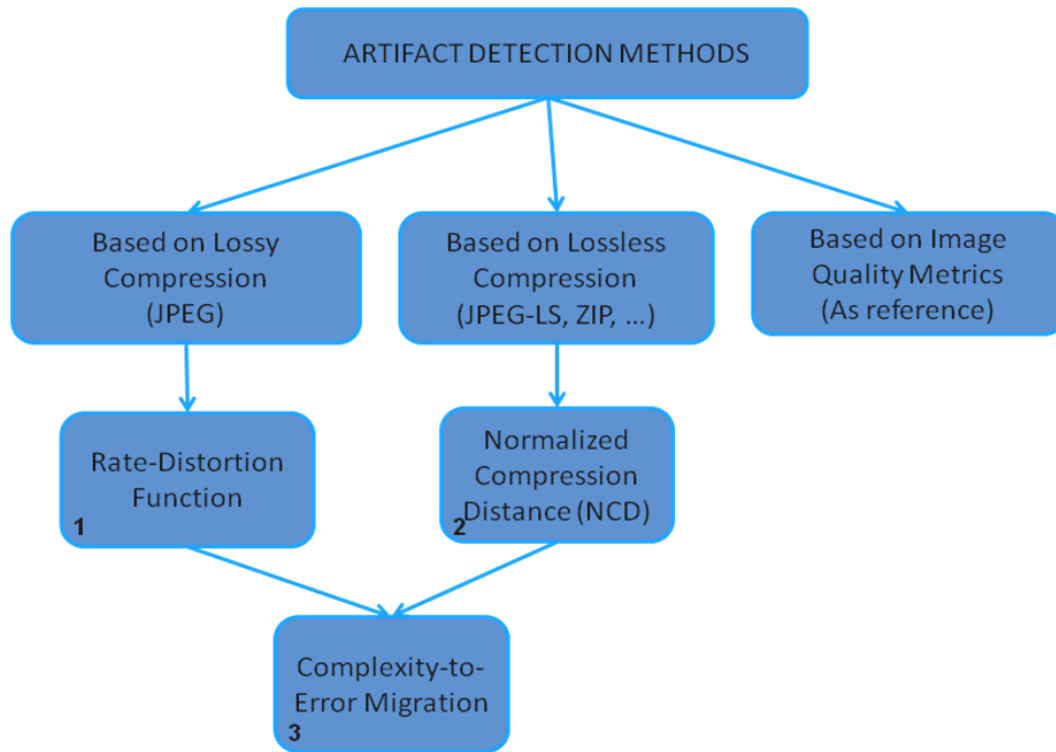 ARTIFACT DETECTION METHODS
Based on Lossy
Compression
(JPEG)
Based on Lossless
Compression
(JPEG-LS, ZIP, ...)
Based on Image
Quality Metrics
(As reference)
Rate-Distortion
Function
1
Normalized
Compression
Distance (NCD)
2
Complexity-to-
Error Migration
3